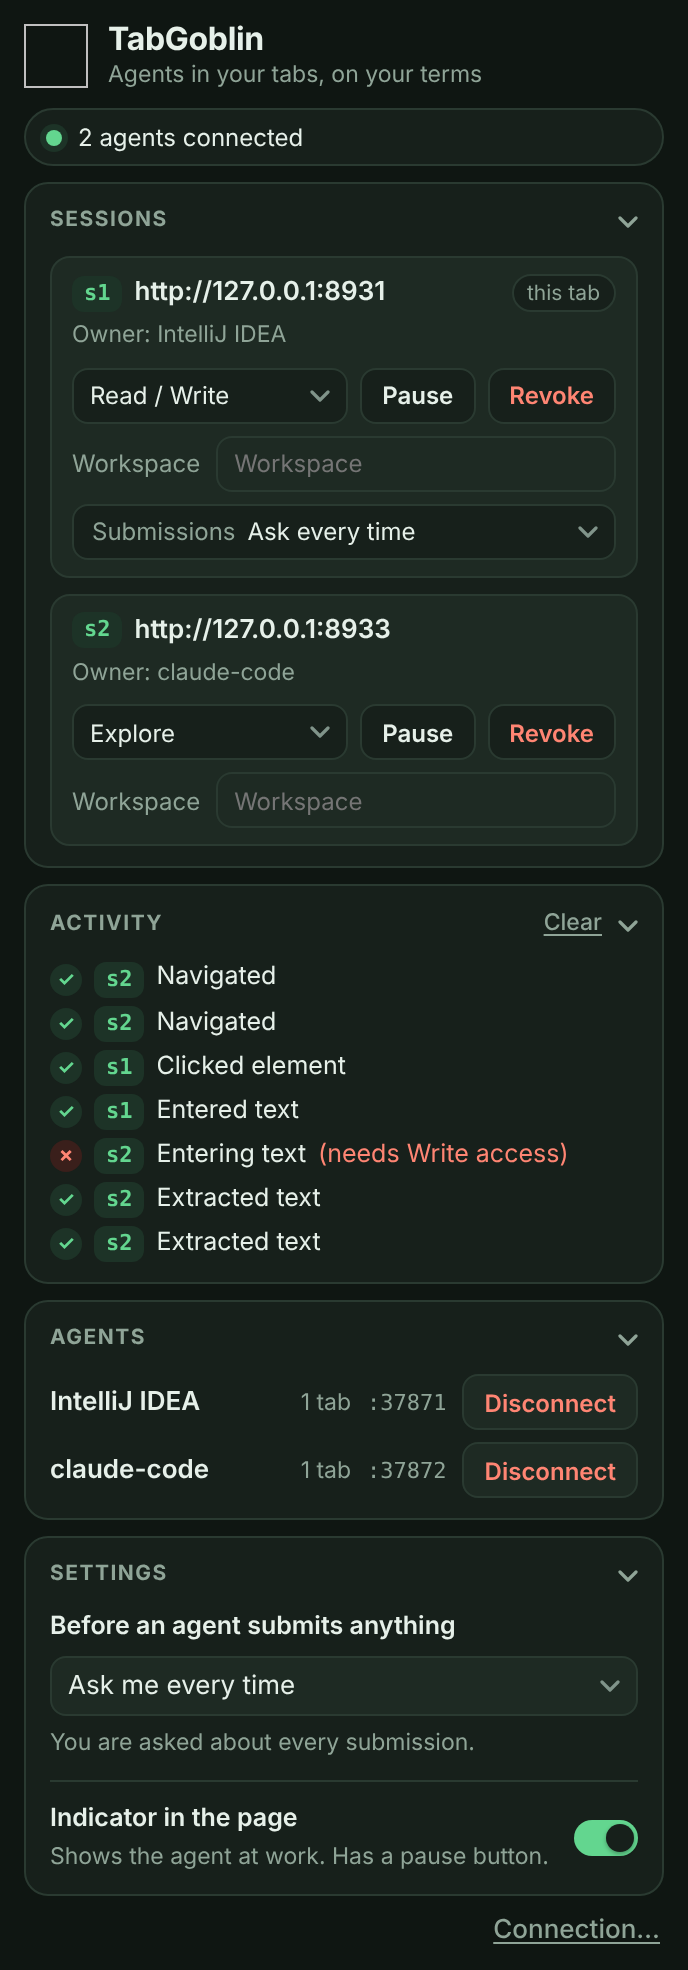 TabGoblin
Agents in your tabs, on your terms
2 agents connected
SESSIONS
s1 http://127.0.0.1:8931 this tab
Owner: IntelliJ IDEA
Read / Write Pause Revoke
Workspace Workspace
Submissions Ask every time
s2 http://127.0.0.1:8933
Owner: claude-code
Explore Pause Revoke
Workspace Workspace
ACTIVITY Clear
s2 Navigated
s2 Navigated
s1 Clicked element
s1 Entered text
s2 Entering text (needs Write access)
s2 Extracted text
s2 Extracted text
AGENTS
IntelliJ IDEA 1 tab :37871 Disconnect
claude-code 1 tab :37872 Disconnect
SETTINGS
Before an agent submits anything
Ask me every time
You are asked about every submission.
Indicator in the page
Shows the agent at work. Has a pause button.
Connection...